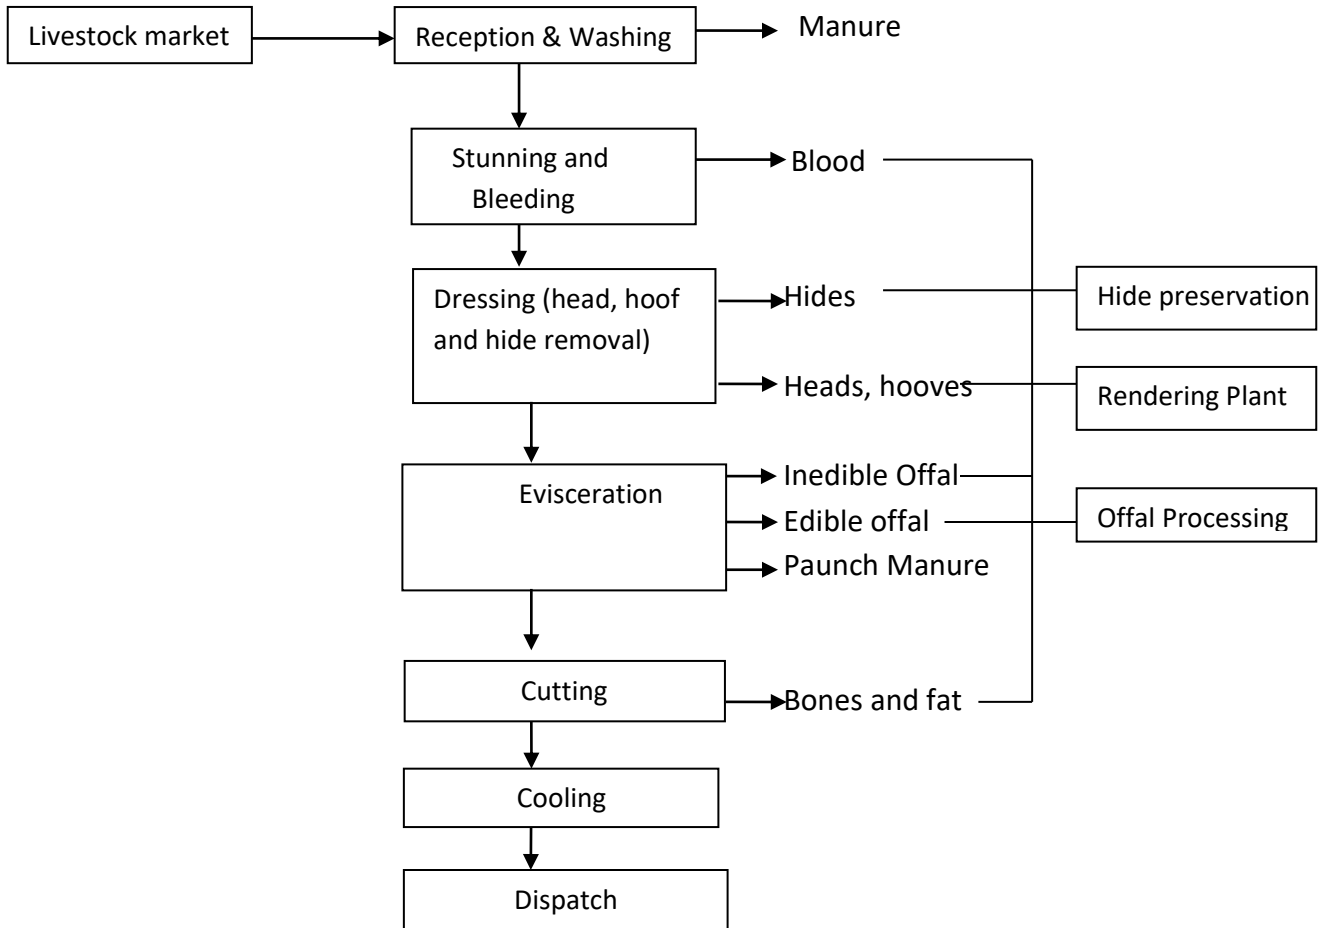 Livestock market
Reception & Washing
Manure
Stunning and
Bleeding
Blood
Dressing (head, hoof
and hide removal)
Hides
Hide preservation
Heads, hooves
Rendering Plant
Evisceration
Inedible Offal
Edible offal
Offal Processing
Paunch Manure
Cutting
Bones and fat
Cooling
Dispatch